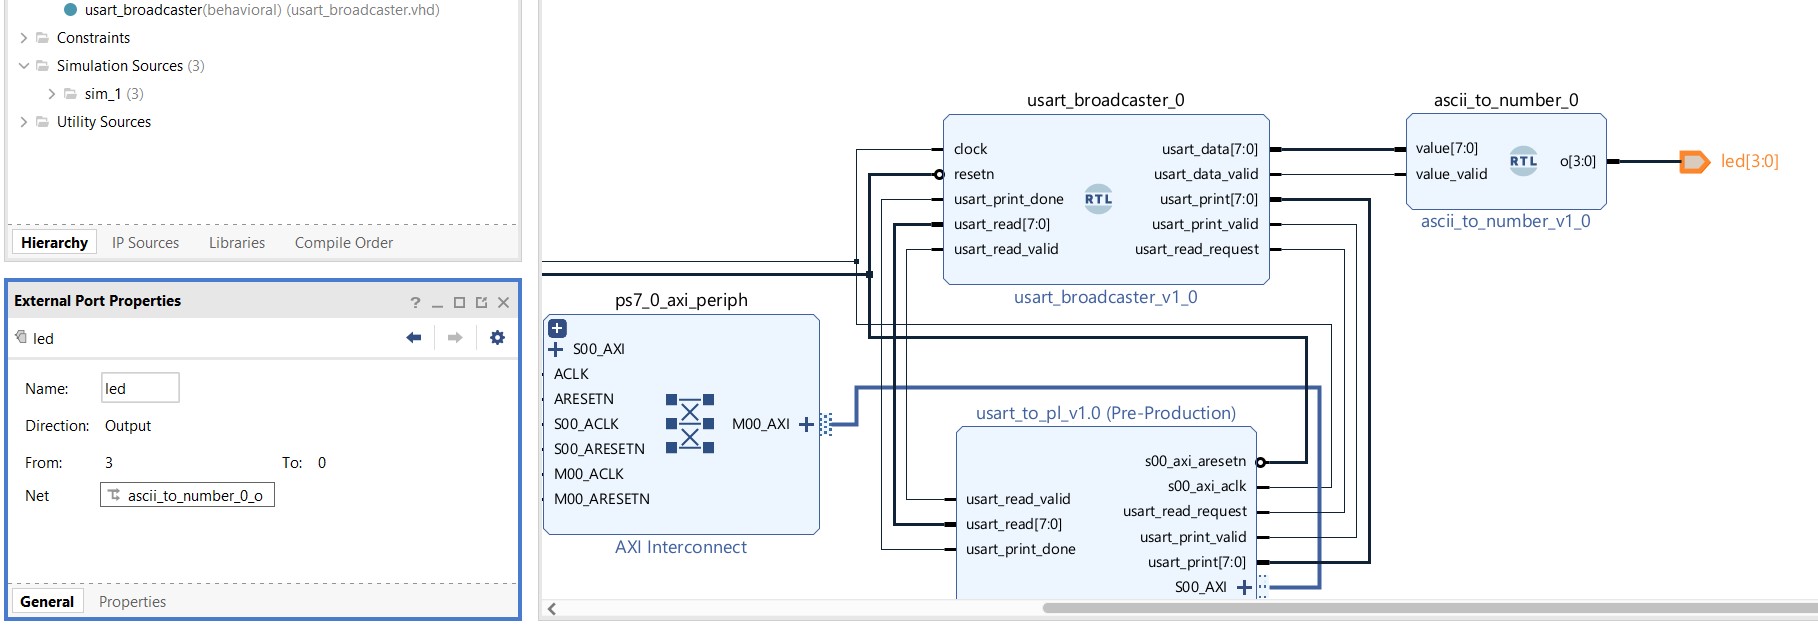 usart_broadcaster(behavioral) (usart_broadcaster.vhd)
Constraints
Simulation Sources (3)
sim_1 (3)
Utility Sources
Hierarchy IP Sources Libraries Compile Order
External Port Properties ?
led
Name: led
Direction: Output
From: 3 To: 0
Net ascii_to_number_0_o
General Properties
usart_broadcaster_0
clock
resetn
usart_print_done
usart_read[7:0]
usart_read_valid
RTL
usart_data[7:0]
usart_data_valid
usart_print[7:0]
usart_print_valid
usart_read_request
usart_broadcaster_v1_0
ascii_to_number_0
value[7:0]
value_valid
RTL
o[3:0]
ascii_to_number_v1_0
led[3:0]
ps7_0_axi_periph
S00_AXI
ACLK
ARESETN
S00_ACLK
S00_ARESETN
M00_ACLK
M00_ARESETN
M00_AXI
AXI Interconnect
usart_to_pl_v1.0 (Pre-Production)
usart_read_valid
usart_read[7:0]
usart_print_done
s00_axi_aresetn
s00_axi_aclk
usart_read_request
usart_print_valid
usart_print[7:0]
S00_AXI